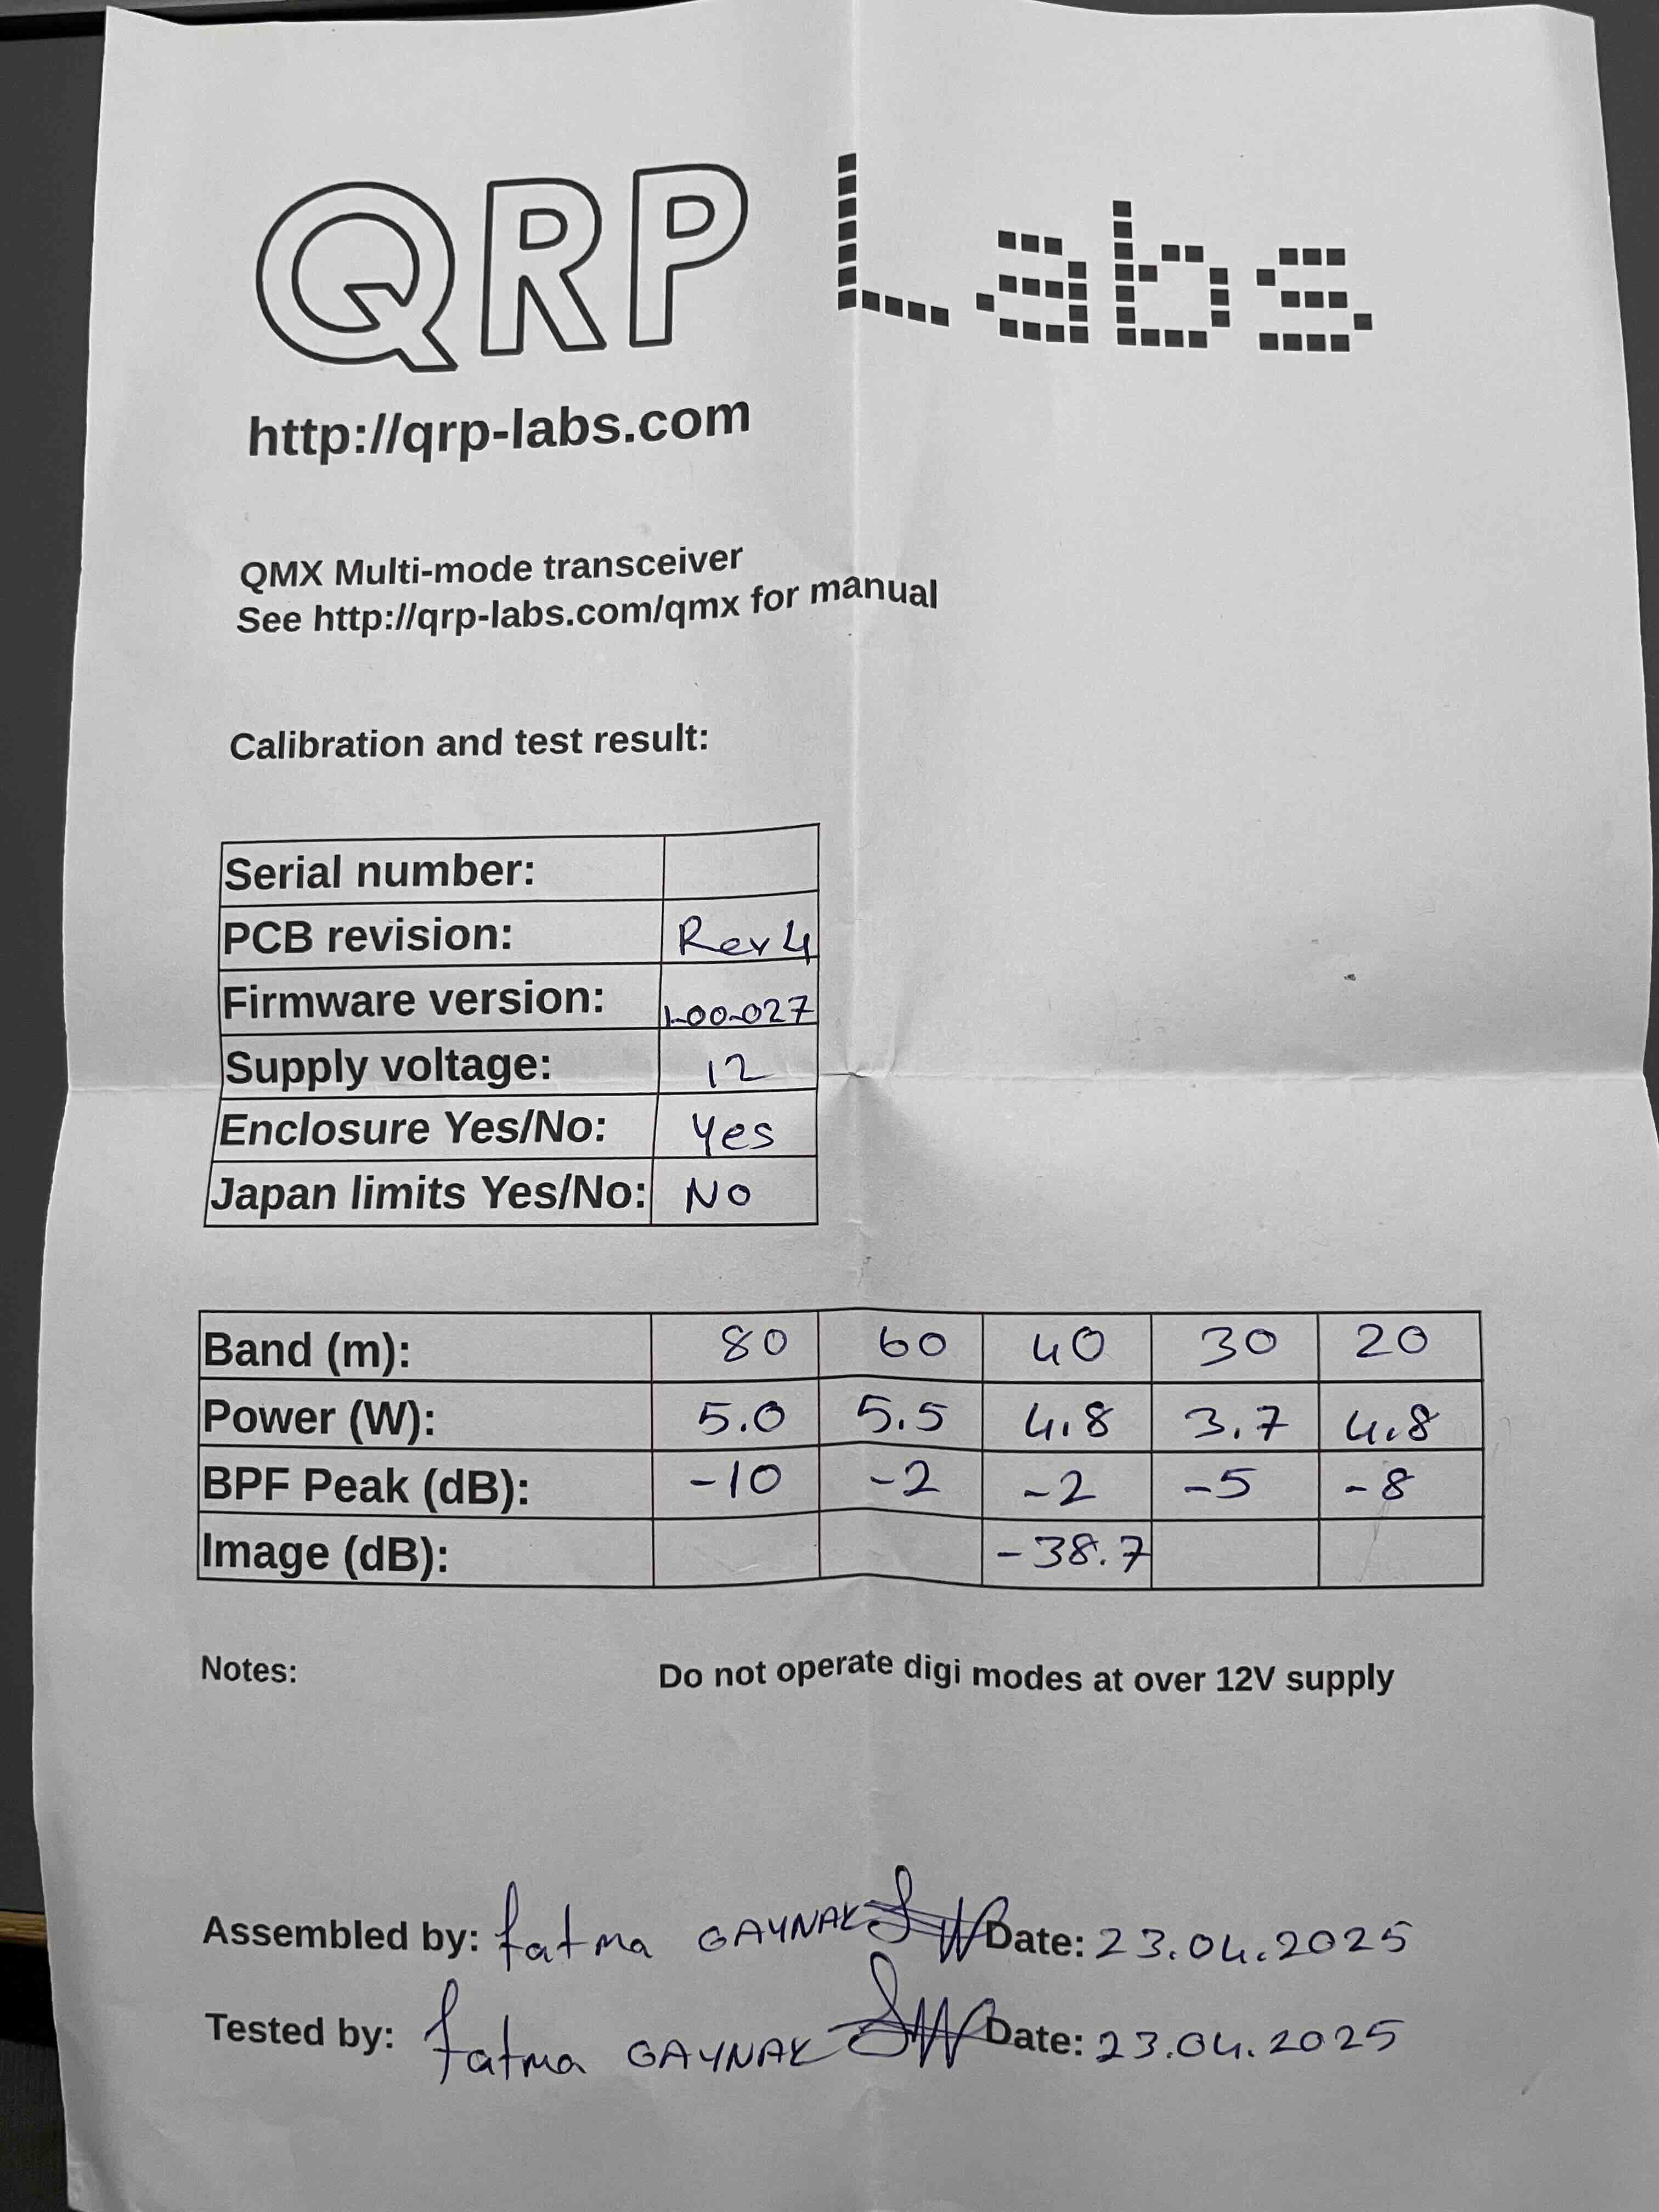 QRP Labs
http://qrp-labs.com
QMX Multi-mode transceiver
See http://qrp-labs.com/qmx for manual
Calibration and test result:
Serial number:
PCB revision: Rev 4
Firmware version: 1-00-027
Supply voltage: 12
Enclosure Yes/No: Yes
Japan limits Yes/No: No
Band (m): 80 60 40 30 20
Power (W): 5.0 5.5 4.8 3.7 4.8
BPF Peak (dB): -10 -2 -2 -5 -8
Image (dB): -38.7
Notes: Do not operate digi modes at over 12V supply
Assembled by: fatma GAYNAK Date: 23.04.2025
Tested by: fatma GAYNAK Date: 23.04.2025